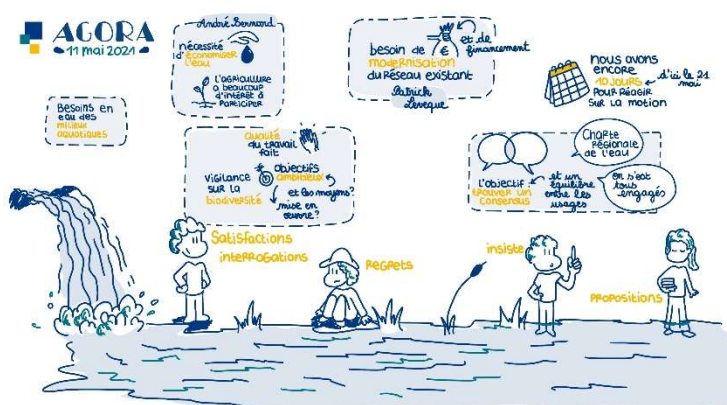 AGORA
11 mai 2021
André Bernard
nécessité
d'économiser
l'eau
l'agriculture
a beaucoup
d'intérêt à
participer
besoin de € et de financement
modernisation
du réseau existant
Patrick
Leveque
nous avons
encore
10 jours ← d'ici le 21 mai
pour réagir
sur la motion
Besoins en
eau des
milieux
aquatiques
qualité
du travail
fait
vigilance
sur la
biodiversité
objectifs
ambitieux
et les moyens?
mise en
œuvre?
l'objectif:
trouver un
consensus
et un
équilibre
entre les
usages
Charte
Régionale
de l'eau
on s'est
tous
engagés
Satisfactions
interrogations
Regrets
insiste
propositions